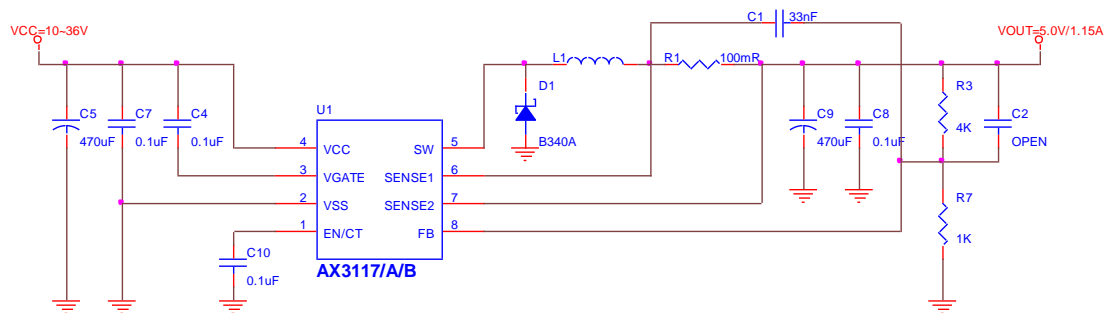 VCC=10~36V
C1
33nF
VOUT=5.0V/1.15A
L1
R1
100mR
D1
R3
U1
C5
C7
C4
C9
C8
C2
470uF
0.1uF
0.1uF
B340A
470uF
0.1uF
4K
OPEN
4
VCC
SW
5
3
VGATE
SENSE1
6
2
VSS
SENSE2
7
R7
1
EN/CT
FB
8
1K
C10
0.1uF
AX3117/A/B